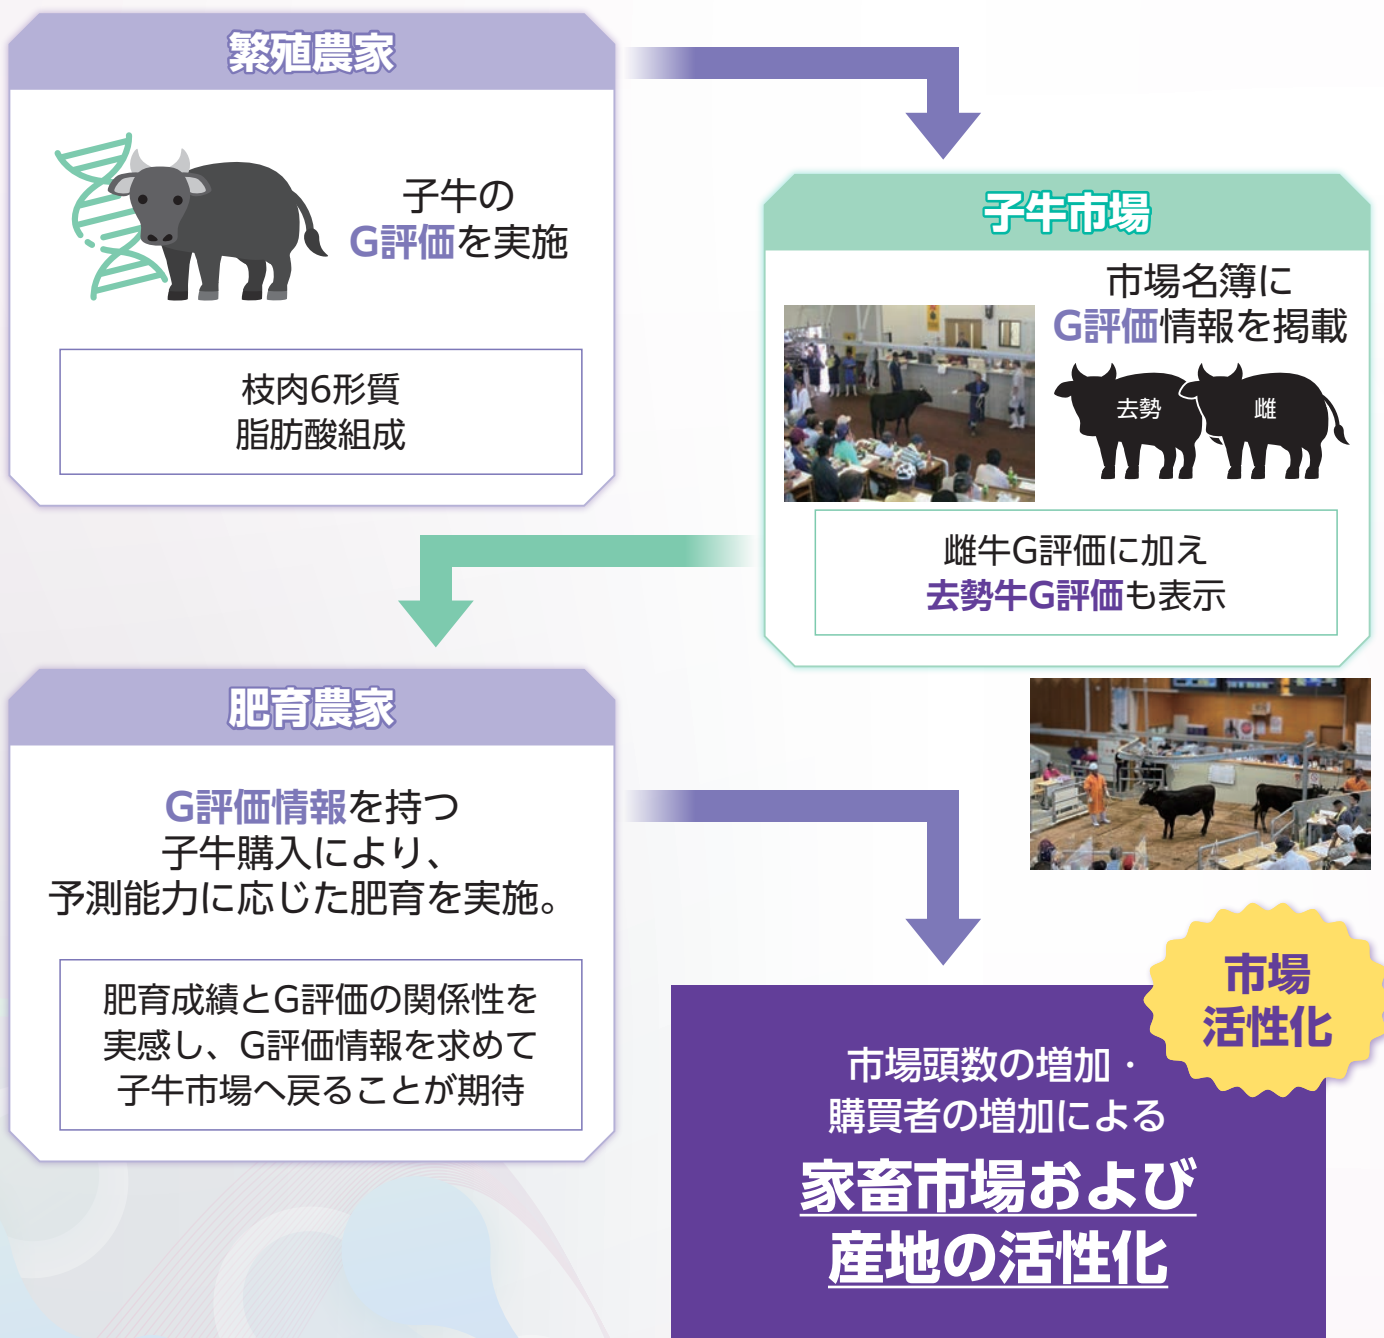 繁殖農家
子牛の
G評価を実施
枝肉6形質
脂肪酸組成
子牛市場
市場名簿に
G評価情報を掲載
去勢
雌
雌牛G評価に加え
去勢牛G評価も表示
肥育農家
G評価情報を持つ
子牛購入により、
予測能力に応じた肥育を実施。
肥育成績とG評価の関係性を
実感し、G評価情報を求めて
子牛市場へ戻ることが期待
市場
活性化
市場頭数の増加・
購買者の増加による
家畜市場および
産地の活性化